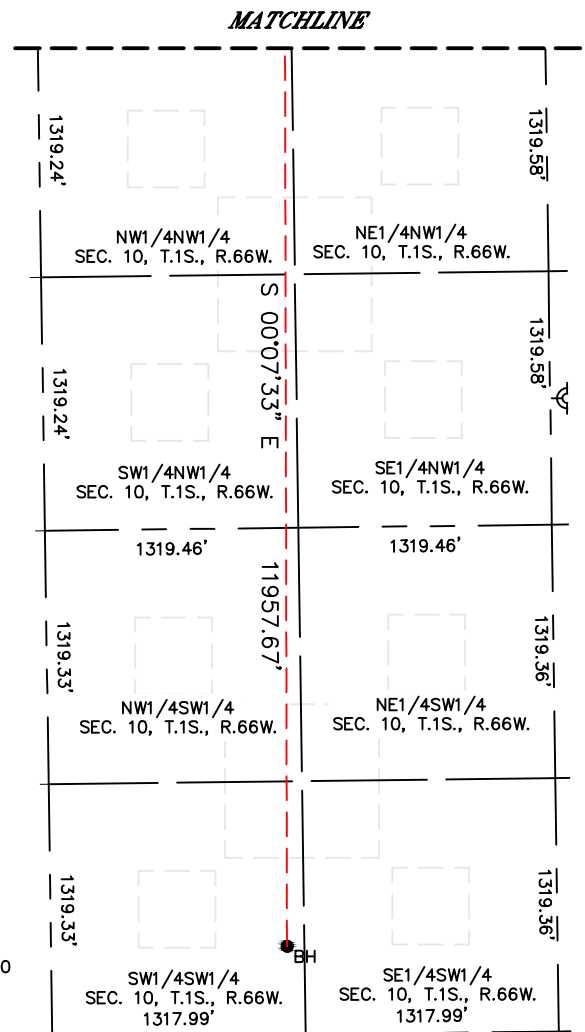 MATCHLINE
1319.24'
1319.58'
NW1/4NW1/4
SEC. 10, T.1S., R.66W.
NE1/4NW1/4
SEC. 10, T.1S., R.66W.
S 00°07'33" E
1319.24'
1319.58'
SW1/4NW1/4
SEC. 10, T.1S., R.66W.
SE1/4NW1/4
SEC. 10, T.1S., R.66W.
1319.46'
1319.46'
11957.67'
1319.33'
1319.36'
NW1/4SW1/4
SEC. 10, T.1S., R.66W.
NE1/4SW1/4
SEC. 10, T.1S., R.66W.
1319.33'
1319.36'
BH
0
SW1/4SW1/4
SEC. 10, T.1S., R.66W.
1317.99'
SE1/4SW1/4
SEC. 10, T.1S., R.66W.
1317.99'